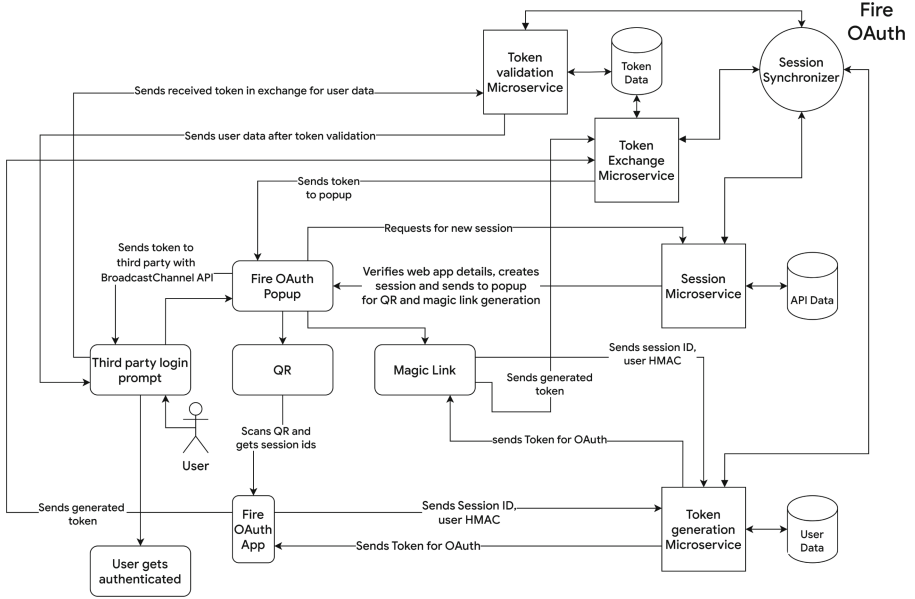 Fire
OAuth
Token
validation
Microservice
Token
Data
Session
Synchronizer
Sends received token in exchange for user data
Sends user data after token validation
Token
Exchange
Microservice
Sends token
to popup
Requests for new session
Sends token to
third party with
BroadcastChannel API
Fire OAuth
Popup
Verifies web app details, creates
session and sends to popup
for QR and magic link generation
Session
Microservice
API Data
Third party login
prompt
QR
Magic Link
Sends session ID,
user HMAC
Sends generated
token
User
Scans QR and
gets session ids
sends Token for OAuth
Sends generated
token
Fire
OAuth
App
Sends Session ID,
user HMAC
Sends Token for OAuth
Token
generation
Microservice
User
Data
User gets
authenticated